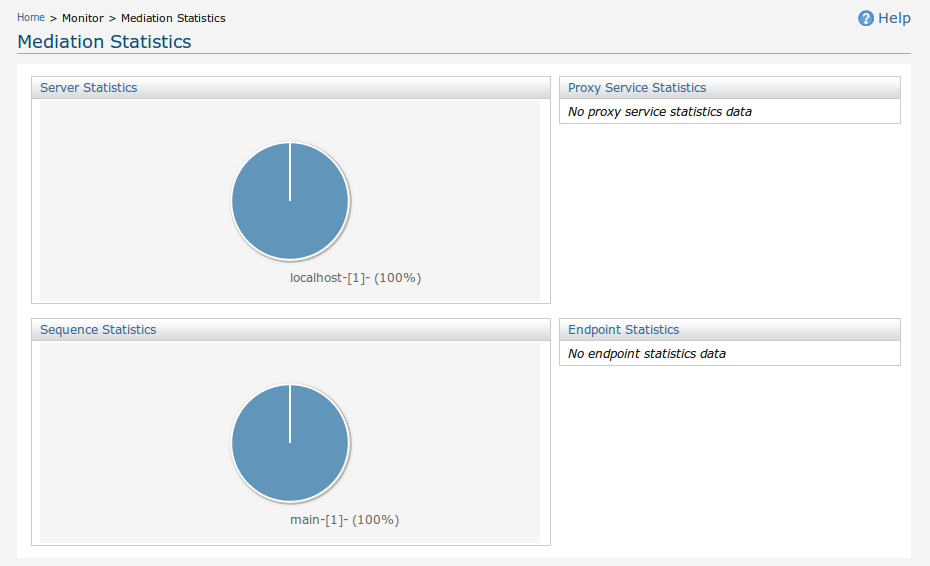 Home > Monitor > Mediation Statistics
Help
Mediation Statistics
Server Statistics
localhost-[1]- (100%)
Proxy Service Statistics
No proxy service statistics data
Sequence Statistics
main-[1]- (100%)
Endpoint Statistics
No endpoint statistics data